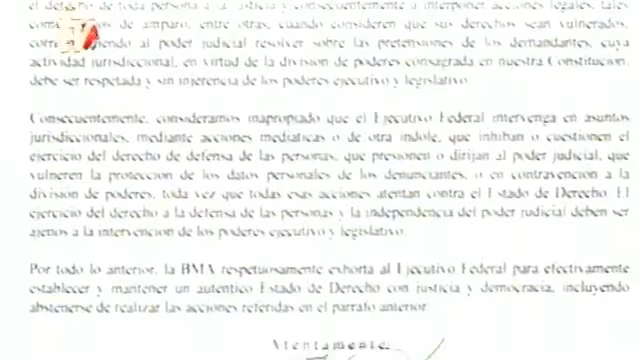 el derecho de toda persona a la justicia y consecuentemente a interponer acciones legales, tales
de amparo, entre otras, cuando consideren que sus derechos sean vulnerados,
al poder judicial resolver sobre las pretensiones de los demandantes, cuya
actividad jurisdiccional, en virtud de la division de poderes consagrada en nuestra Constitución,
debe ser respetada y sin injerencia de los poderes ejecutivo y legislativo.
Consecuentemente, consideramos inapropiado que el Ejecutivo Federal intervenga en asuntos
jurisdiccionales, mediante acciones mediaticas o de otra indole, que inhiban o cuestionen el
ejercicio del derecho de defensa de las personas, que presionen o dirijan al poder judicial, que
vulneren la protección de los datos personales de los denunciantes, o en contravención a la
división de poderes, toda vez que todas esas acciones atentan contra el Estado de Derecho. El
ejercicio del derecho a la defensa de las personas y la independencia del poder judicial deben ser
ajenos a la intervención de los poderes ejecutivo y legislativo.
Por todo lo anterior, la BMA respetuosamente exhorta al Ejecutivo Federal para efectivamente
establecer y mantener un autentico Estado de Derecho con justicia y democracia, incluyendo
abstenerse de realizar las acciones referidas en el parrafo anterior.
Atentamente,